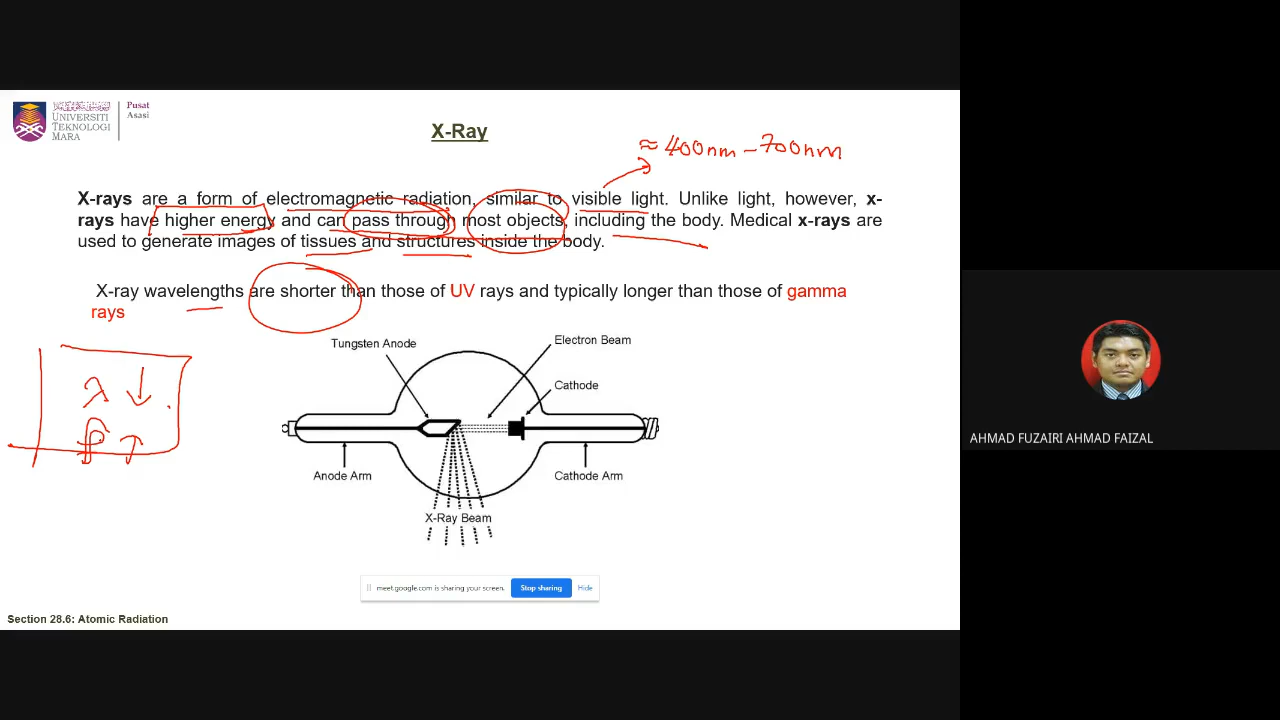 UNIVERSITI
TEKNOLOGI
MARA
Pusat
Asasi
X-Ray
≈ 400nm – 700nm
X-rays are a form of electromagnetic radiation, similar to visible light. Unlike light, however, x-
rays have higher energy and can pass through most objects, including the body. Medical x-rays are
used to generate images of tissues and structures inside the body.
X-ray wavelengths are shorter than those of UV rays and typically longer than those of gamma
rays
λ ↓
f ↑
Tungsten Anode
Electron Beam
Cathode
Anode Arm
Cathode Arm
X-Ray Beam
meet.google.com is sharing your screen.
Stop sharing
Hide
Section 28.6: Atomic Radiation
AHMAD FUZAIRI AHMAD FAIZAL